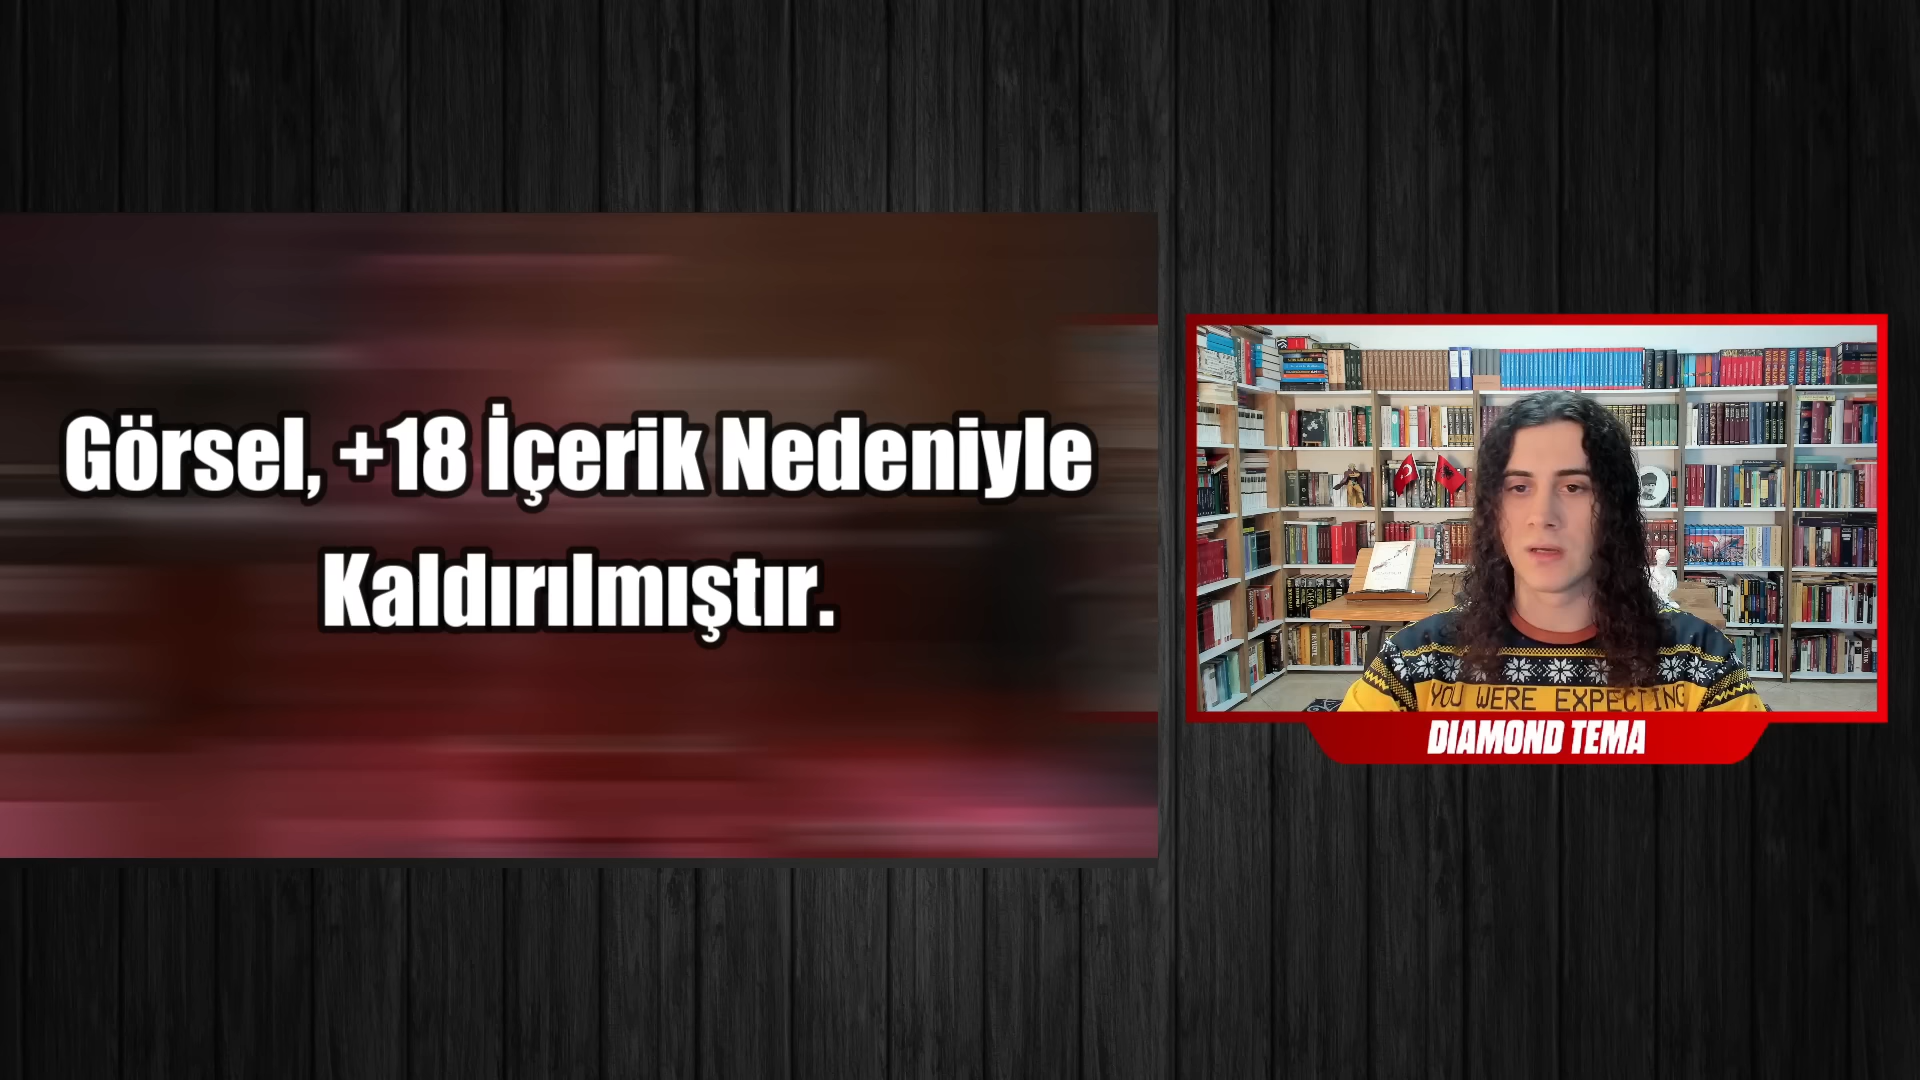 Görsel, +18 İçerik Nedeniyle
Kaldırılmıştır.
YOU WERE EXPECTING
DIAMOND TEMA